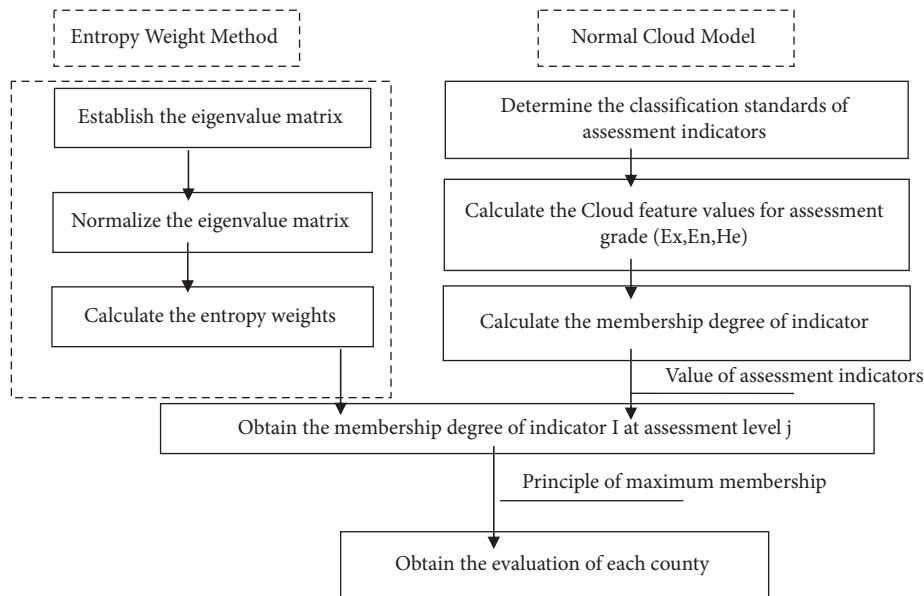 Entropy Weight Method
Normal Cloud Model
Establish the eigenvalue matrix
Normalize the eigenvalue matrix
Calculate the entropy weights
Determine the classification standards of
assessment indicators
Calculate the Cloud feature values for assessment
grade (Ex,En,He)
Calculate the membership degree of indicator
Value of assessment indicators
Obtain the membership degree of indicator I at assessment level j
Principle of maximum membership
Obtain the evaluation of each county